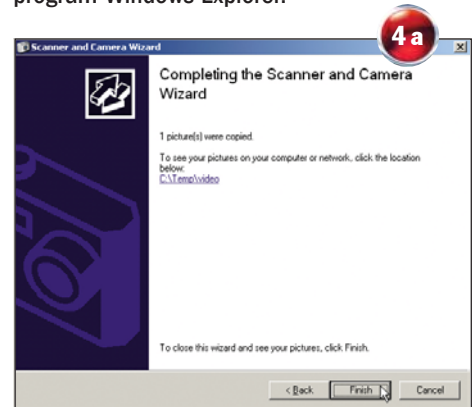 program Windows Explorer.
4a
Scanner and Camera Wizard
Completing the Scanner and Camera
Wizard
1 picture(s) were copied.
To see your pictures on your computer or network, click the location
below:
C:\Temp\video
To close this wizard and see your pictures, click Finish.
< Back
Finish
Cancel